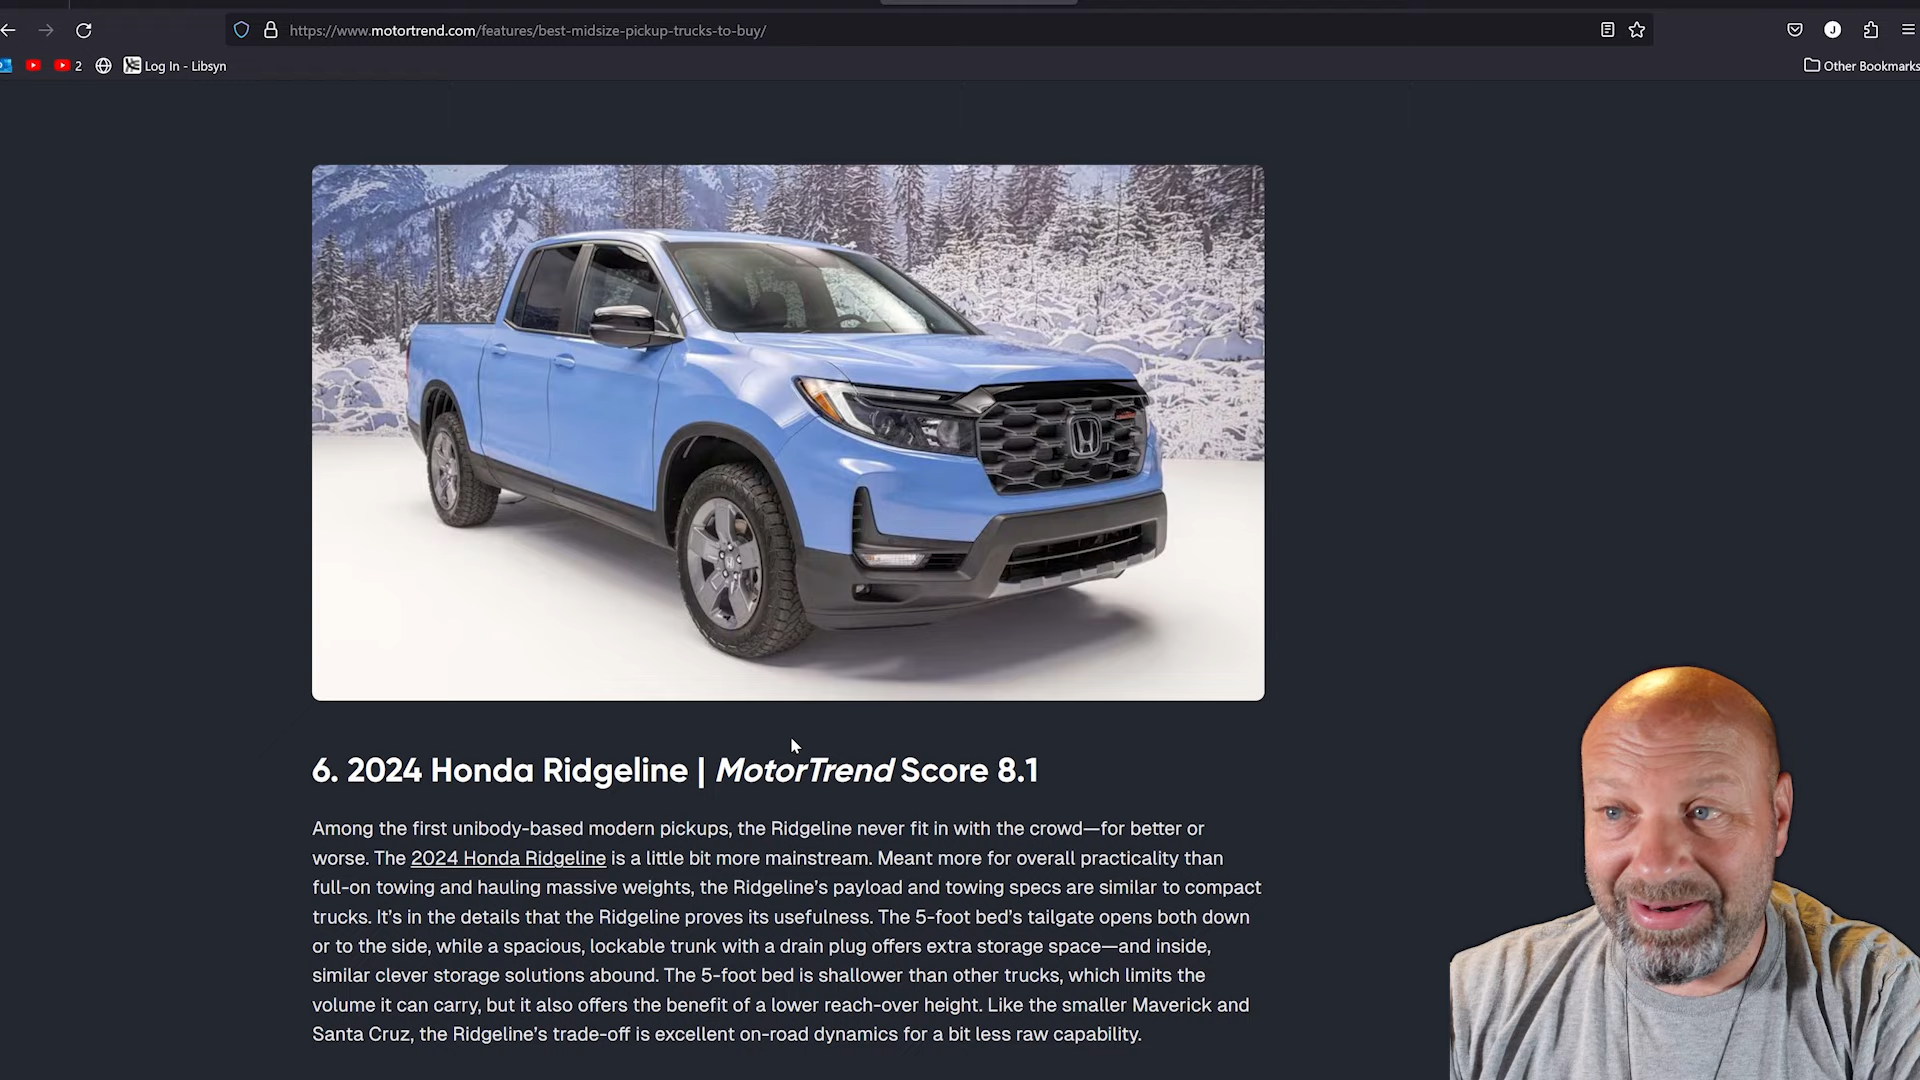 https://www.motortrend.com/features/best-midsize-pickup-trucks-to-buy/
J
2
Log In - Libsyn
Other Bookmarks
6. 2024 Honda Ridgeline | MotorTrend Score 8.1
Among the first unibody-based modern pickups, the Ridgeline never fit in with the crowd—for better or
worse. The 2024 Honda Ridgeline is a little bit more mainstream. Meant more for overall practicality than
full-on towing and hauling massive weights, the Ridgeline’s payload and towing specs are similar to compact
trucks. It’s in the details that the Ridgeline proves its usefulness. The 5-foot bed’s tailgate opens both down
or to the side, while a spacious, lockable trunk with a drain plug offers extra storage space—and inside,
similar clever storage solutions abound. The 5-foot bed is shallower than other trucks, which limits the
volume it can carry, but it also offers the benefit of a lower reach-over height. Like the smaller Maverick and
Santa Cruz, the Ridgeline’s trade-off is excellent on-road dynamics for a bit less raw capability.